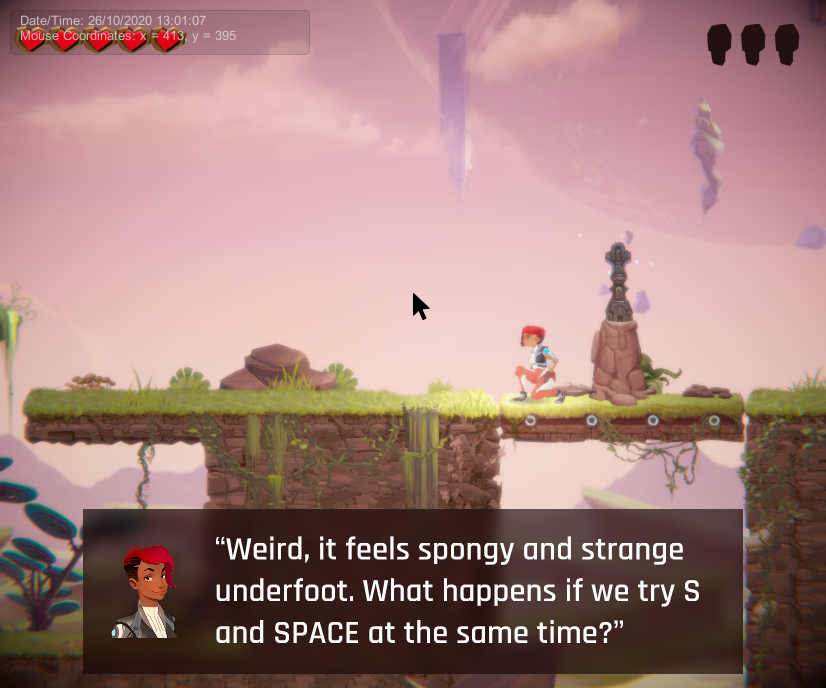 Date/Time: 26/10/2020 13:01:07
Mouse Coordinates: x = 413, y = 395
“Weird, it feels spongy and strange
underfoot. What happens if we try S
and SPACE at the same time?”